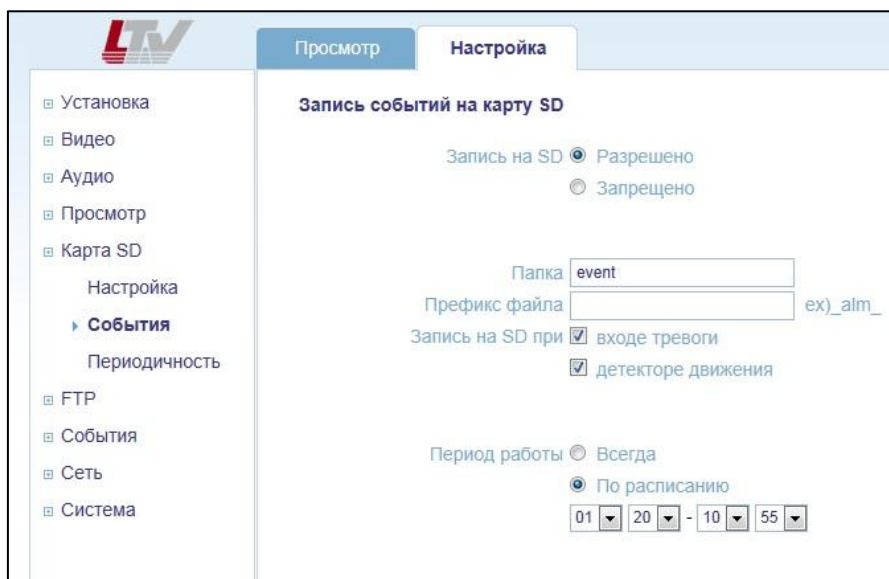 LTV
Просмотр
Настройка
Установка
Видео
Аудио
Просмотр
Карта SD
Настройка
События
Периодичность
FTP
События
Сеть
Система
Запись событий на карту SD
Запись на SD Разрешено
Запрещено
Папка event
Префикс файла ex)_alm_
Запись на SD при входе тревоги
детекторе движения
Период работы Всегда
По расписанию
01 20 - 10 55